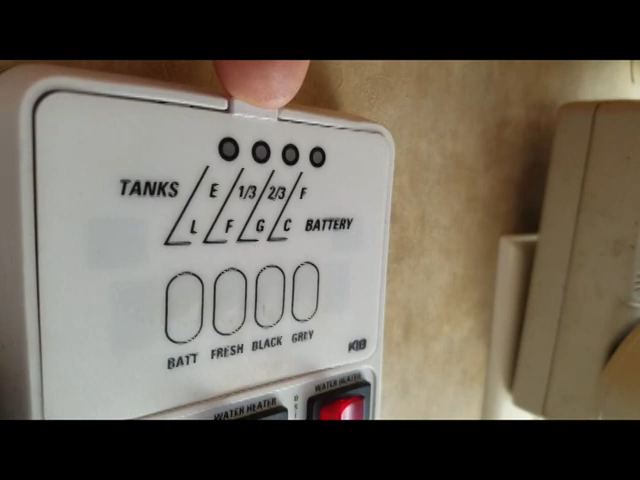 TANKS E 1/3 2/3 F
L F G C BATTERY
BATT FRESH BLACK GREY
KIB
WATER HEATER WATER HEATER